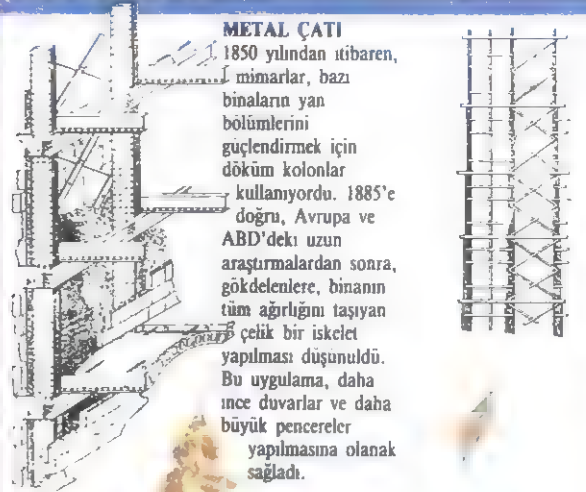 METAL ÇATI
1850 yılından itibaren,
mimarlar, bazı
binaların yan
bölümlerini
güçlendirmek için
döküm kolonlar
kullanıyordu. 1885'e
doğru, Avrupa ve
ABD'deki uzun
araştırmalardan sonra,
gökdelenlere, binanın
tüm ağırlığını taşıyan
çelik bir iskelet
yapılması düşünüldü.
Bu uygulama, daha
ince duvarlar ve daha
büyük pencereler
yapılmasına olanak
sağladı.